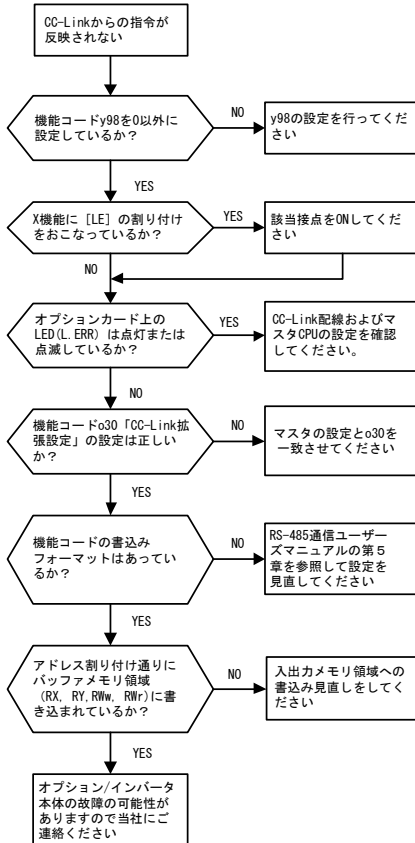 CC-Linkからの指令が
反映されない
機能コードy98を0以外に
設定しているか？
NO
y98の設定を行ってくだ
さい
YES
X機能に [LE] の割り付け
をおこなっているか？
YES
該当接点をONしてくだ
さい
NO
オプションカード上の
LED(L.ERR) は点灯または
点滅しているか？
YES
CC-Link配線およびマ
スタCPUの設定を確認
してください。
NO
機能コードo30「CC-Link拡
張設定」の設定は正しい
か？
NO
マスタの設定とo30を
一致させてください
YES
機能コードの書込み
フォーマットはあってい
るか？
NO
RS-485通信ユーザー
ズマニュアルの第５
章を参照して設定を
見直してください
YES
アドレス割り付け通りに
バッファメモリ領域
(RX, RY,RWw, RWr)に書
き込まれているか？
NO
入出力メモリ領域への
書込み見直しをしてく
ださい
YES
オプション/インバータ
本体の故障の可能性が
ありますので当社にご
連絡ください